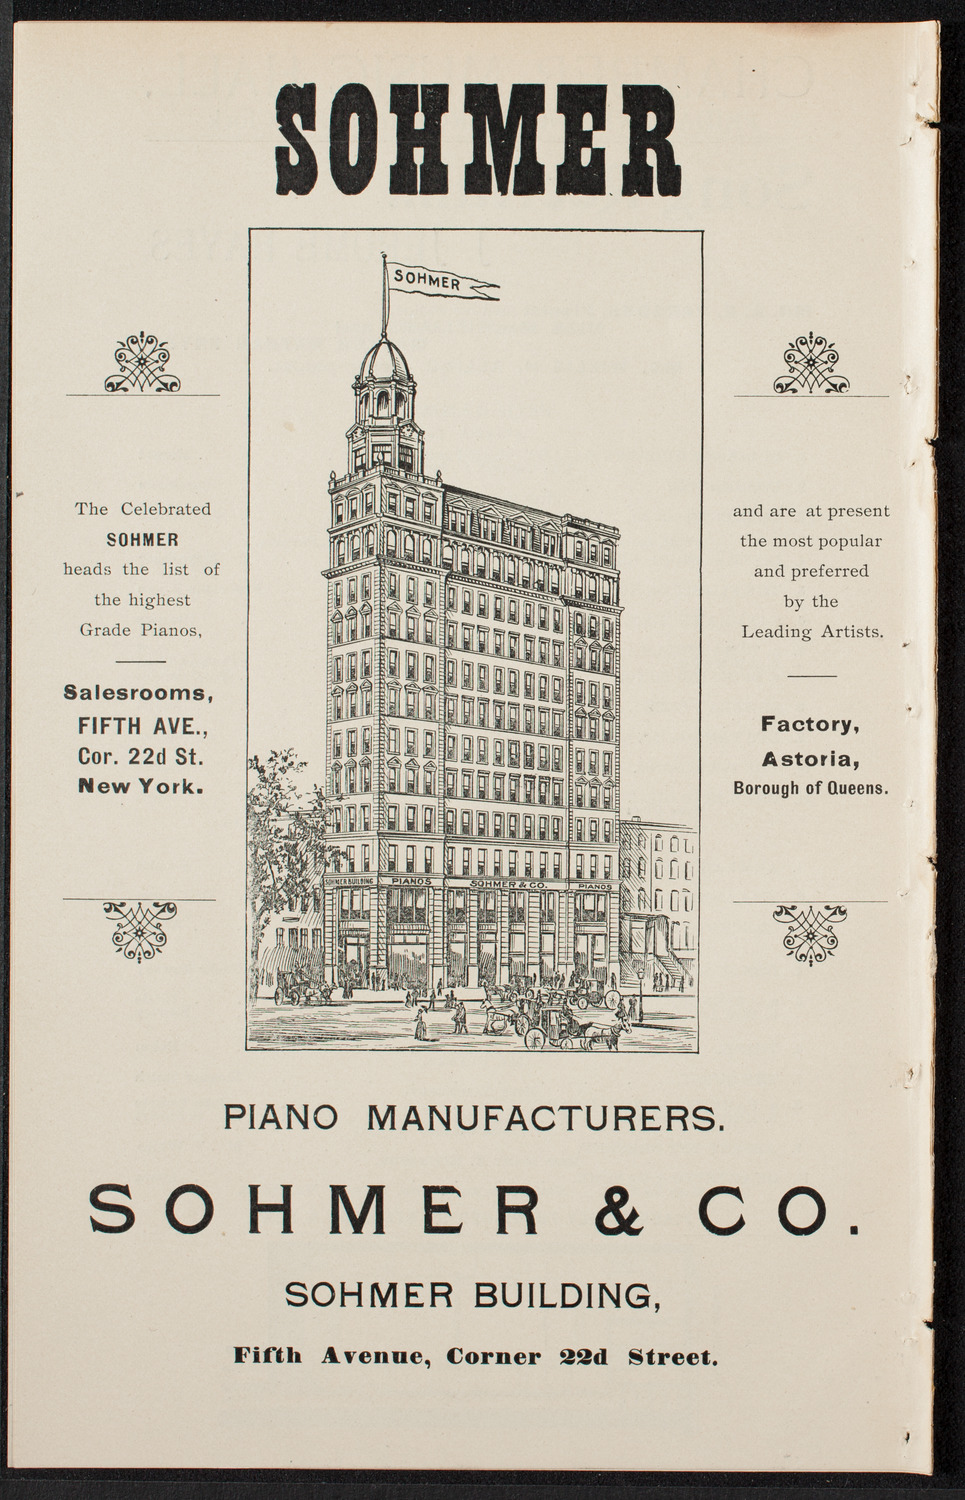 SOHMER
SOHMER
The Celebrated
SOHMER
heads the list of
the highest
Grade Pianos,
Salesrooms,
FIFTH AVE.,
Cor. 22d St.
New York.
and are at present
the most popular
and preferred
by the
Leading Artists.
Factory,
Astoria,
Borough of Queens.
SOHMER BUILDING PIANOS SOHMER & CO. PIANOS
PIANO MANUFACTURERS.
SOHMER & CO.
SOHMER BUILDING,
Fifth Avenue, Corner 22d Street.